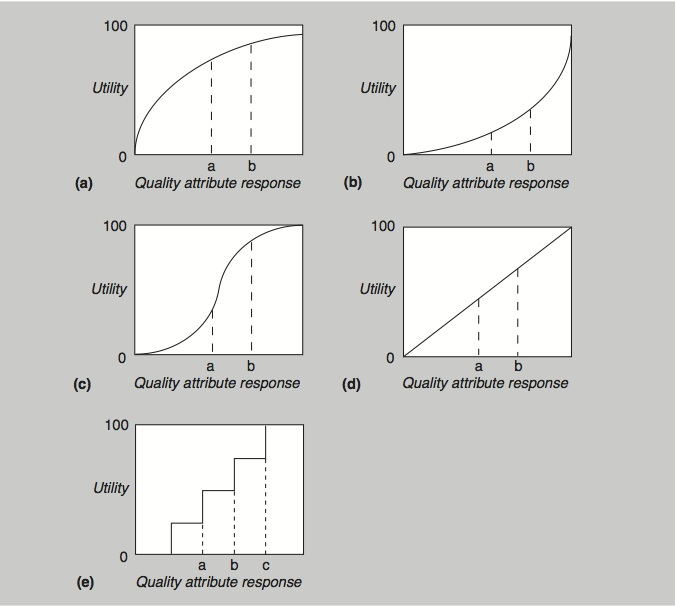 100
Utility
0
a b
(a) Quality attribute response
100
Utility
0
a b
(b) Quality attribute response
100
Utility
0
a b
(c) Quality attribute response
100
Utility
0
a b
(d) Quality attribute response
100
Utility
0
a b c
(e) Quality attribute response